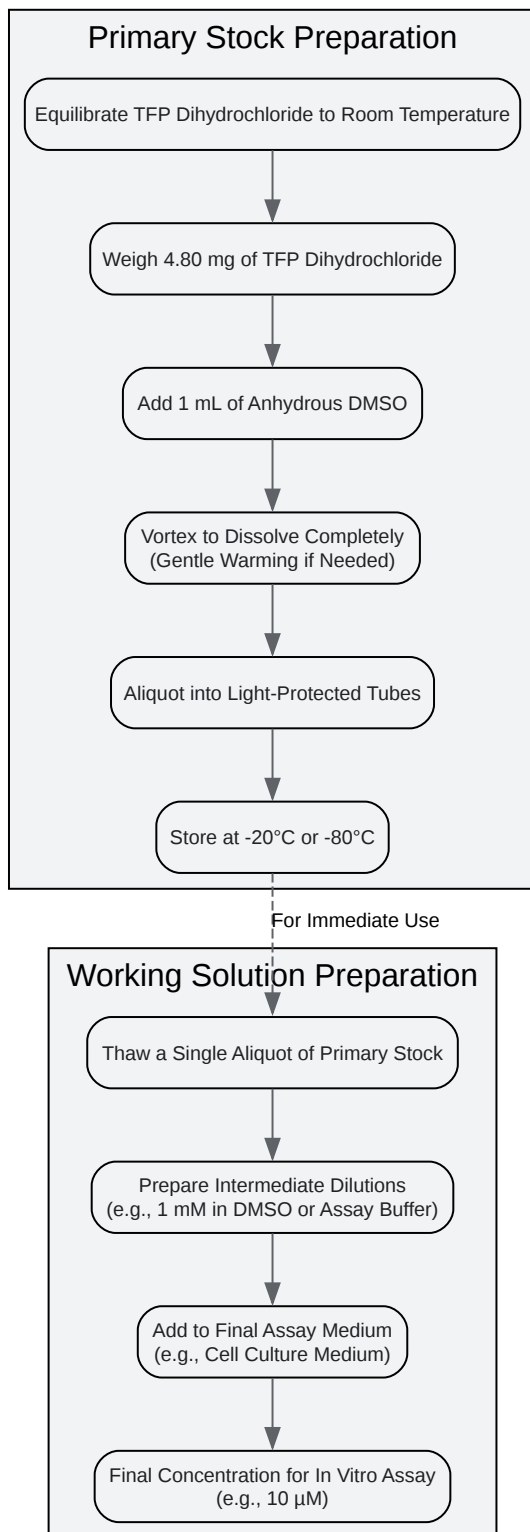 Primary Stock Preparation
Equilibrate TFP Dihydrochloride to Room Temperature
Weigh 4.80 mg of TFP Dihydrochloride
Add 1 mL of Anhydrous DMSO
Vortex to Dissolve Completely
(Gentle Warming if Needed)
Aliquot into Light-Protected Tubes
Store at -20°C or -80°C
For Immediate Use
Working Solution Preparation
Thaw a Single Aliquot of Primary Stock
Prepare Intermediate Dilutions
(e.g., 1 mM in DMSO or Assay Buffer)
Add to Final Assay Medium
(e.g., Cell Culture Medium)
Final Concentration for In Vitro Assay
(e.g., 10 µM)